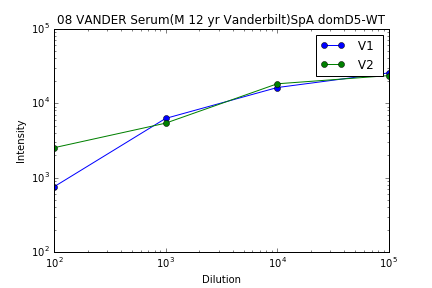 08 VANDER Serum(M 12 yr Vanderbilt)SpA domD5-WT
V1
V2
Intensity
10^5
10^4
10^3
10^2
10^2 10^3 10^4 10^5
Dilution